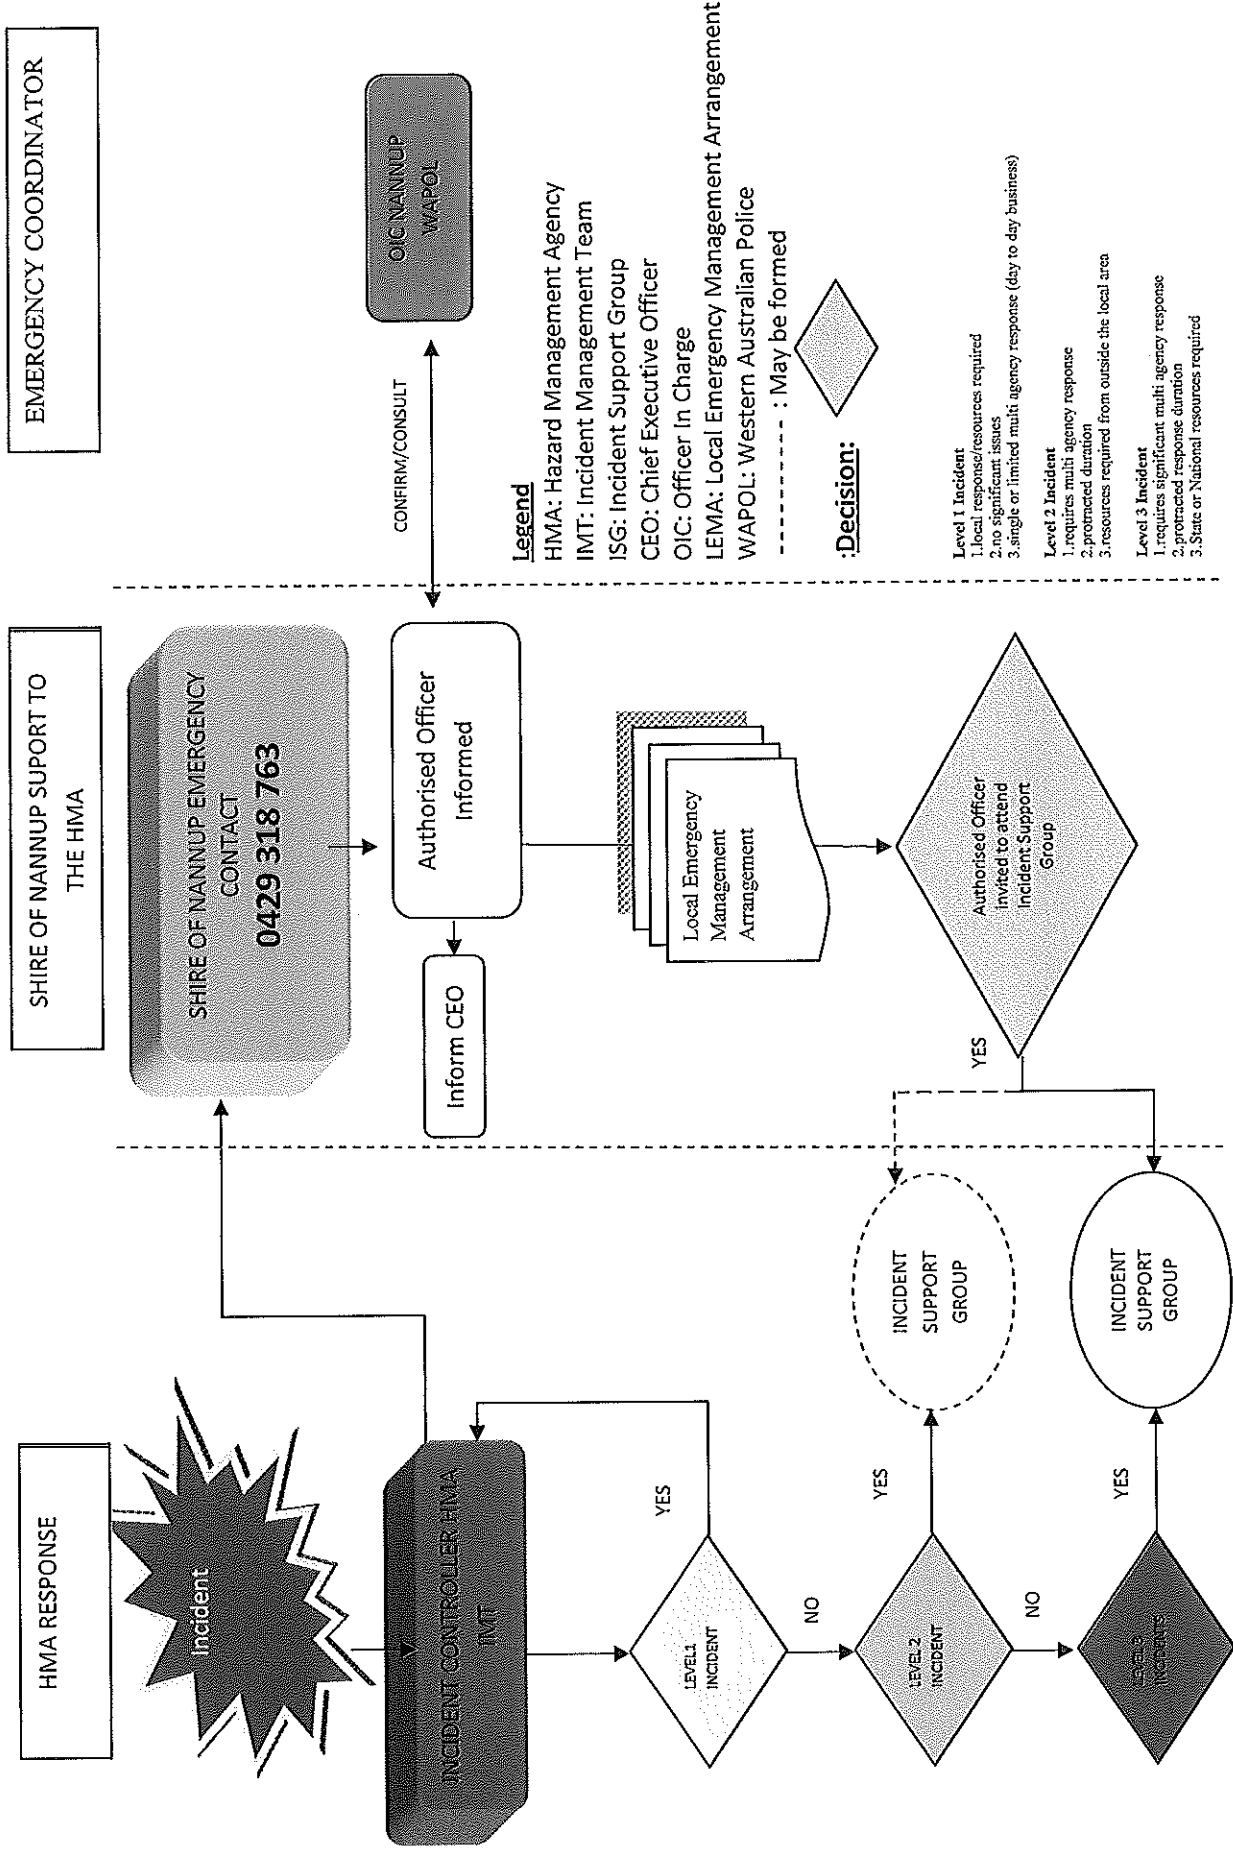 HMA RESPONSE
Incident
INCIDENT CONTROLLER HMA
IMT
LEVEL1
INCIDENT
YES
NO
LEVEL 2
INCIDENT
YES
NO
LEVEL 3
INCIDENTS
YES
INCIDENT
SUPPORT
GROUP
INCIDENT
SUPPORT
GROUP
SHIRE OF NANNUP SUPPORT TO
THE HMA
SHIRE OF NANNUP EMERGENCY
CONTACT
0429 318 763
Authorised Officer
Informed
Inform CEO
Local Emergency
Management
Arrangement
Authorised Officer
invited to attend
Incident Support
Group
YES
EMERGENCY COORDINATOR
OIC NANNUP
WAPOL
CONFIRM/CONSULT
Legend
HMA: Hazard Management Agency
IMT: Incident Management Team
ISG: Incident Support Group
CEO: Chief Executive Officer
OIC: Officer In Charge
LEMA: Local Emergency Management Arrangement
WAPOL: Western Australian Police
------- : May be formed
:Decision:
Level 1 Incident
1.local response/resources required
2.no significant issues
3.single or limited multi agency response (day to day business)
Level 2 Incident
1.requires multi agency response
2.protracted duration
3.resources required from outside the local area
Level 3 Incident
1.requires significant multi agency response
2.protracted response duration
3.State or National resources required